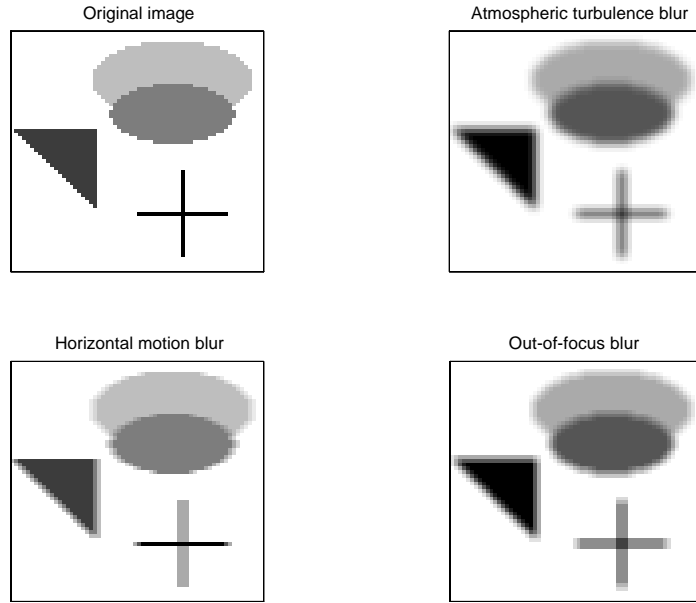 Original image
Atmospheric turbulence blur
Horizontal motion blur
Out-of-focus blur